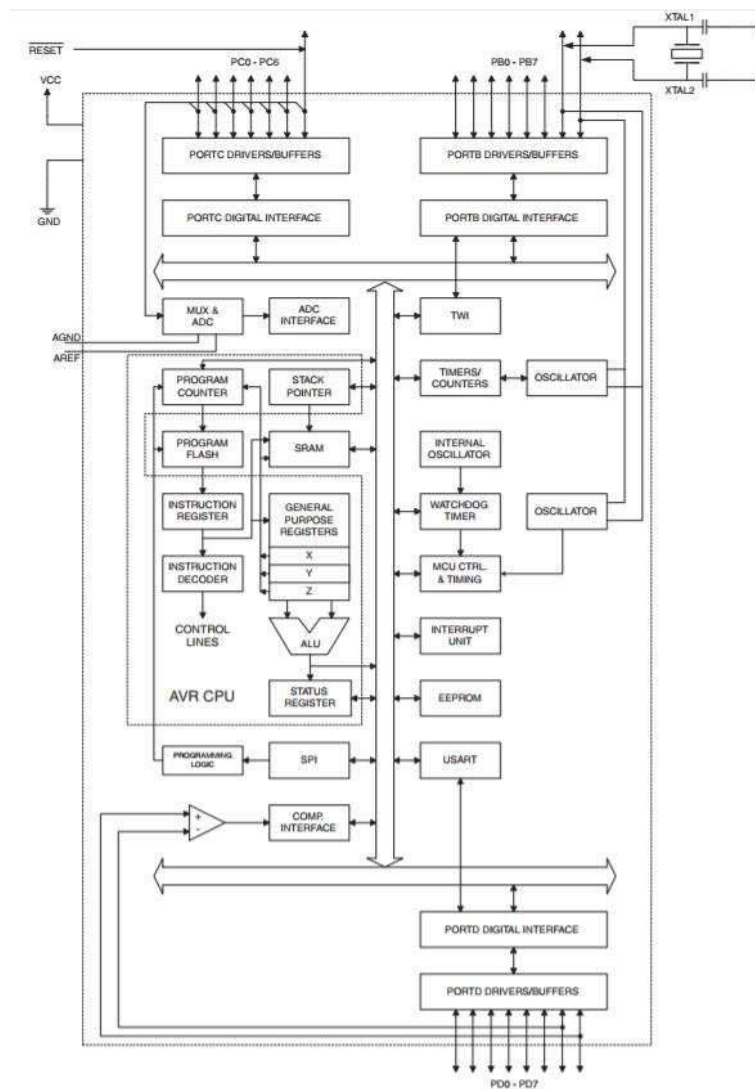 XTAL1
RESET
PC0 - PC6
PB0 - PB7
VCC
XTAL2
PORTC DRIVERS/BUFFERS
PORTB DRIVERS/BUFFERS
PORTC DIGITAL INTERFACE
PORTB DIGITAL INTERFACE
GND
MUX &
ADC
ADC
INTERFACE
TWI
AGND
AREF
PROGRAM
COUNTER
STACK
POINTER
TIMERS/
COUNTERS
OSCILLATOR
PROGRAM
FLASH
SRAM
INTERNAL
OSCILLATOR
INSTRUCTION
REGISTER
GENERAL
PURPOSE
REGISTERS
WATCHDOG
TIMER
OSCILLATOR
X
INSTRUCTION
DECODER
Y
MCU CTRL.
& TIMING
Z
CONTROL
LINES
ALU
INTERRUPT
UNIT
AVR CPU
STATUS
REGISTER
EEPROM
PROGRAMMING
LOGIC
SPI
USART
+
-
COMP.
INTERFACE
PORTD DIGITAL INTERFACE
PORTD DRIVERS/BUFFERS
PD0 - PD7